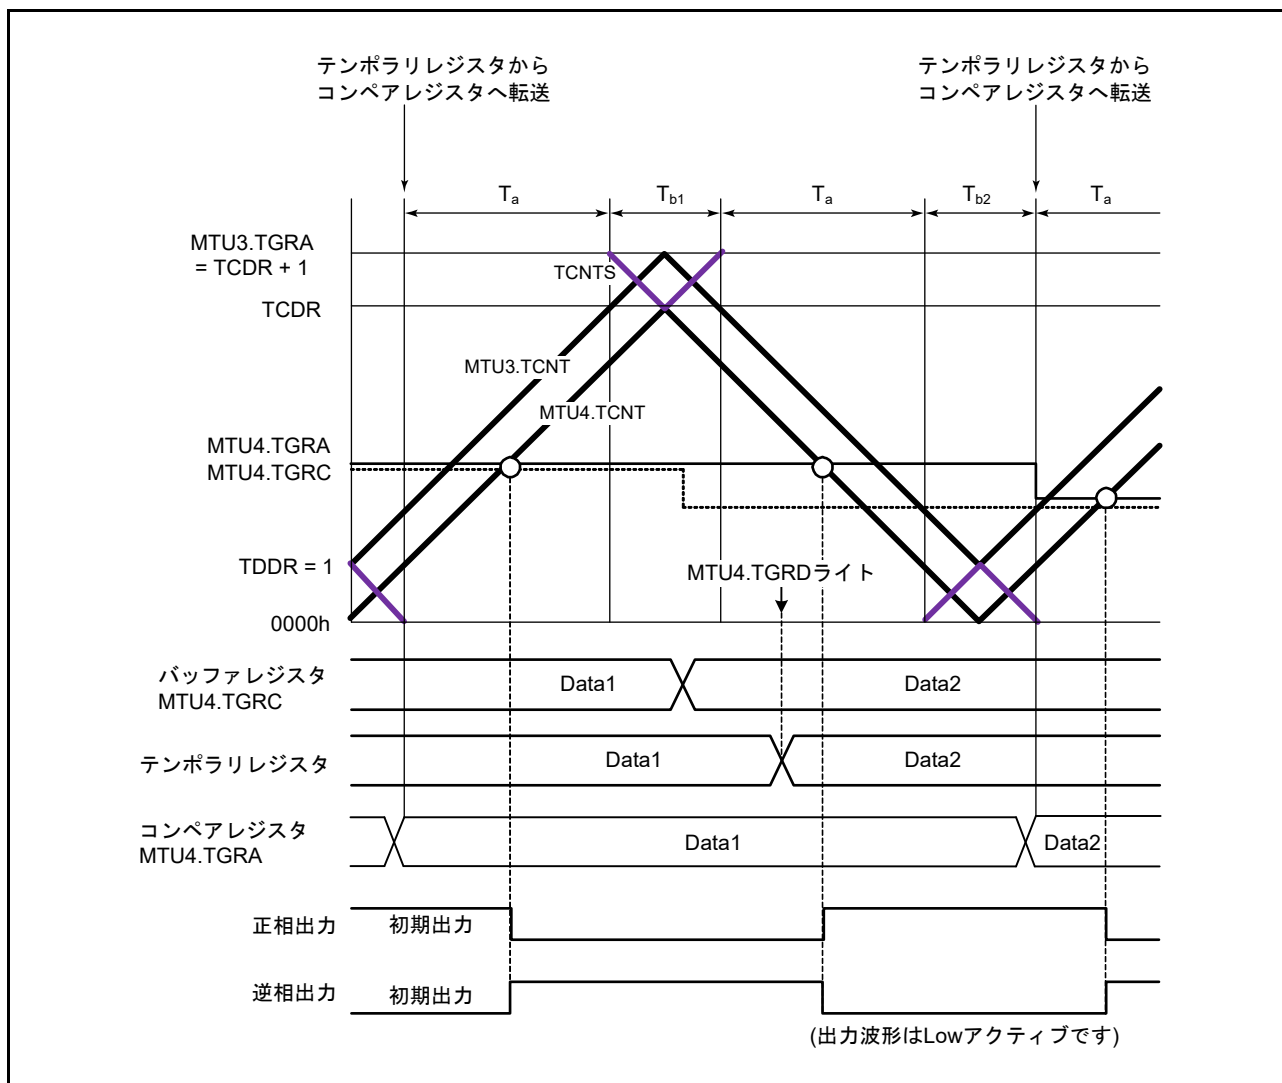 テンポラリレジスタから
コンペアレジスタへ転送
テンポラリレジスタから
コンペアレジスタへ転送
Ta
Tb1
Ta
Tb2
Ta
MTU3.TGRA
= TCDR + 1
TCNTS
TCDR
MTU3.TCNT
MTU4.TCNT
MTU4.TGRA
MTU4.TGRC
TDDR = 1
MTU4.TGRDライト
0000h
バッファレジスタ
MTU4.TGRC
Data1
Data2
テンポラリレジスタ
Data1
Data2
コンペアレジスタ
MTU4.TGRA
Data1
Data2
正相出力
初期出力
逆相出力
初期出力
(出力波形はLowアクティブです)